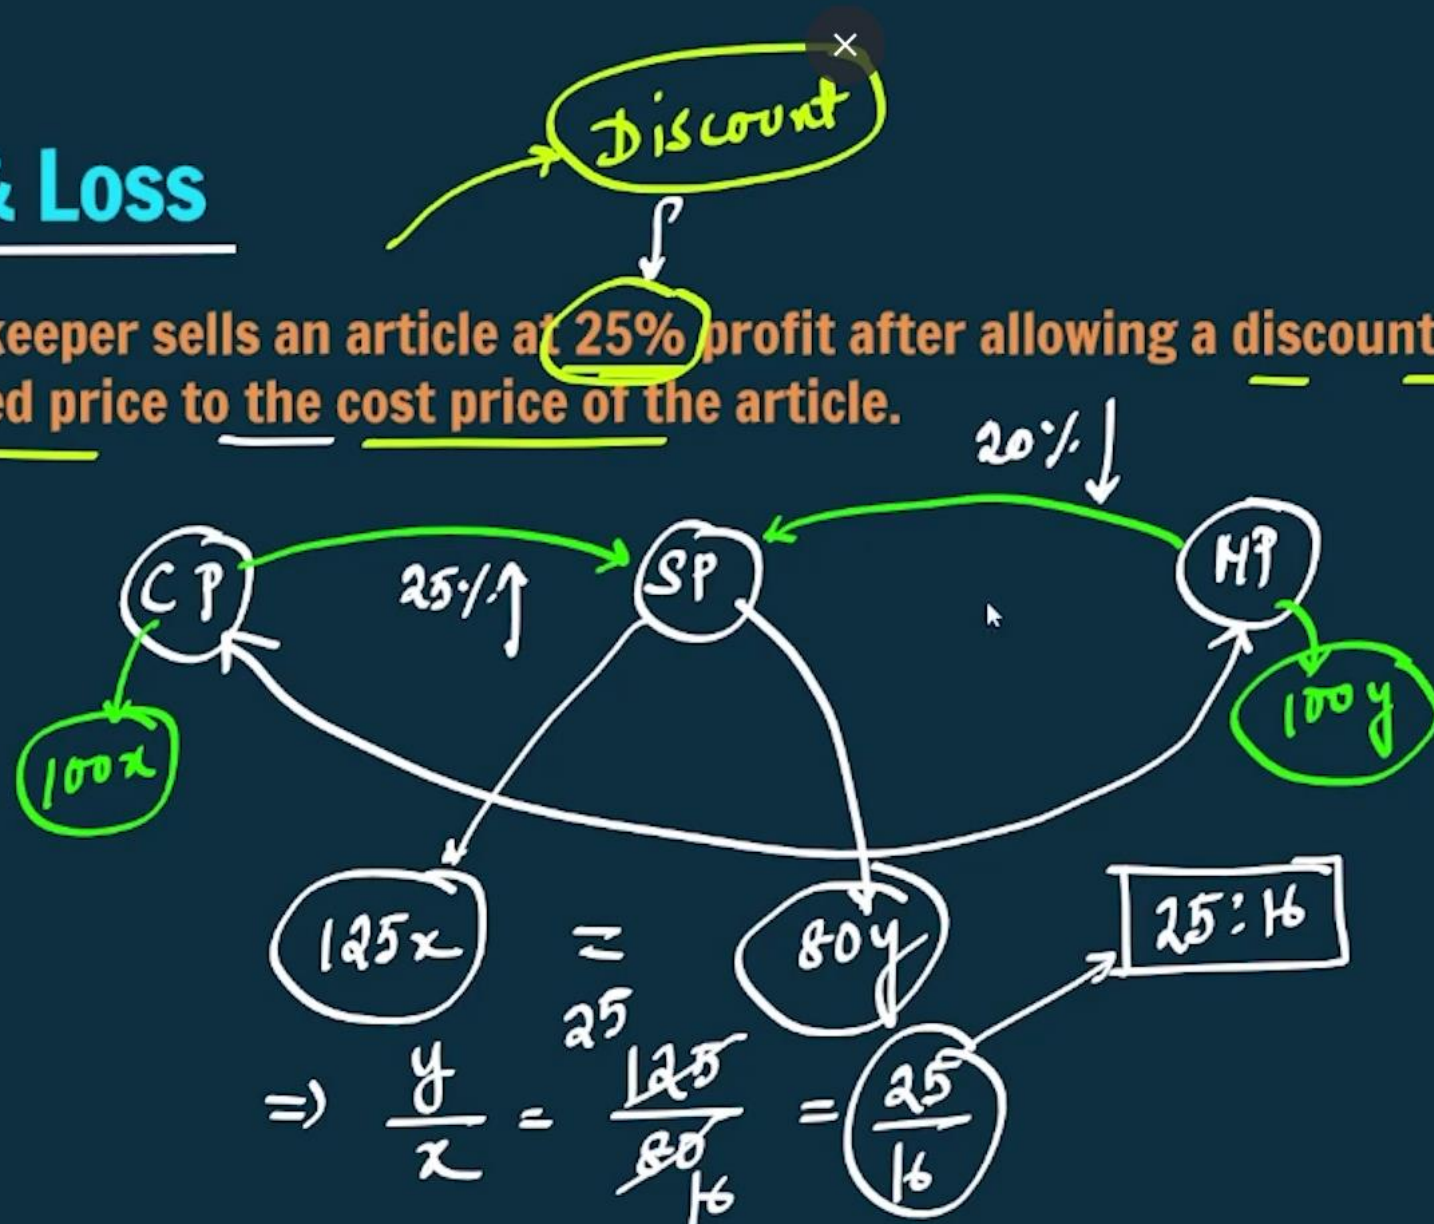 Discount
& Loss
keeper sells an article at 25% profit after allowing a discount
ed price to the cost price of the article.
20%
CP
25%
SP
MP
100x
100y
125x = 80y
25:16
25
=> y/x = 125/80 = 25/16
16